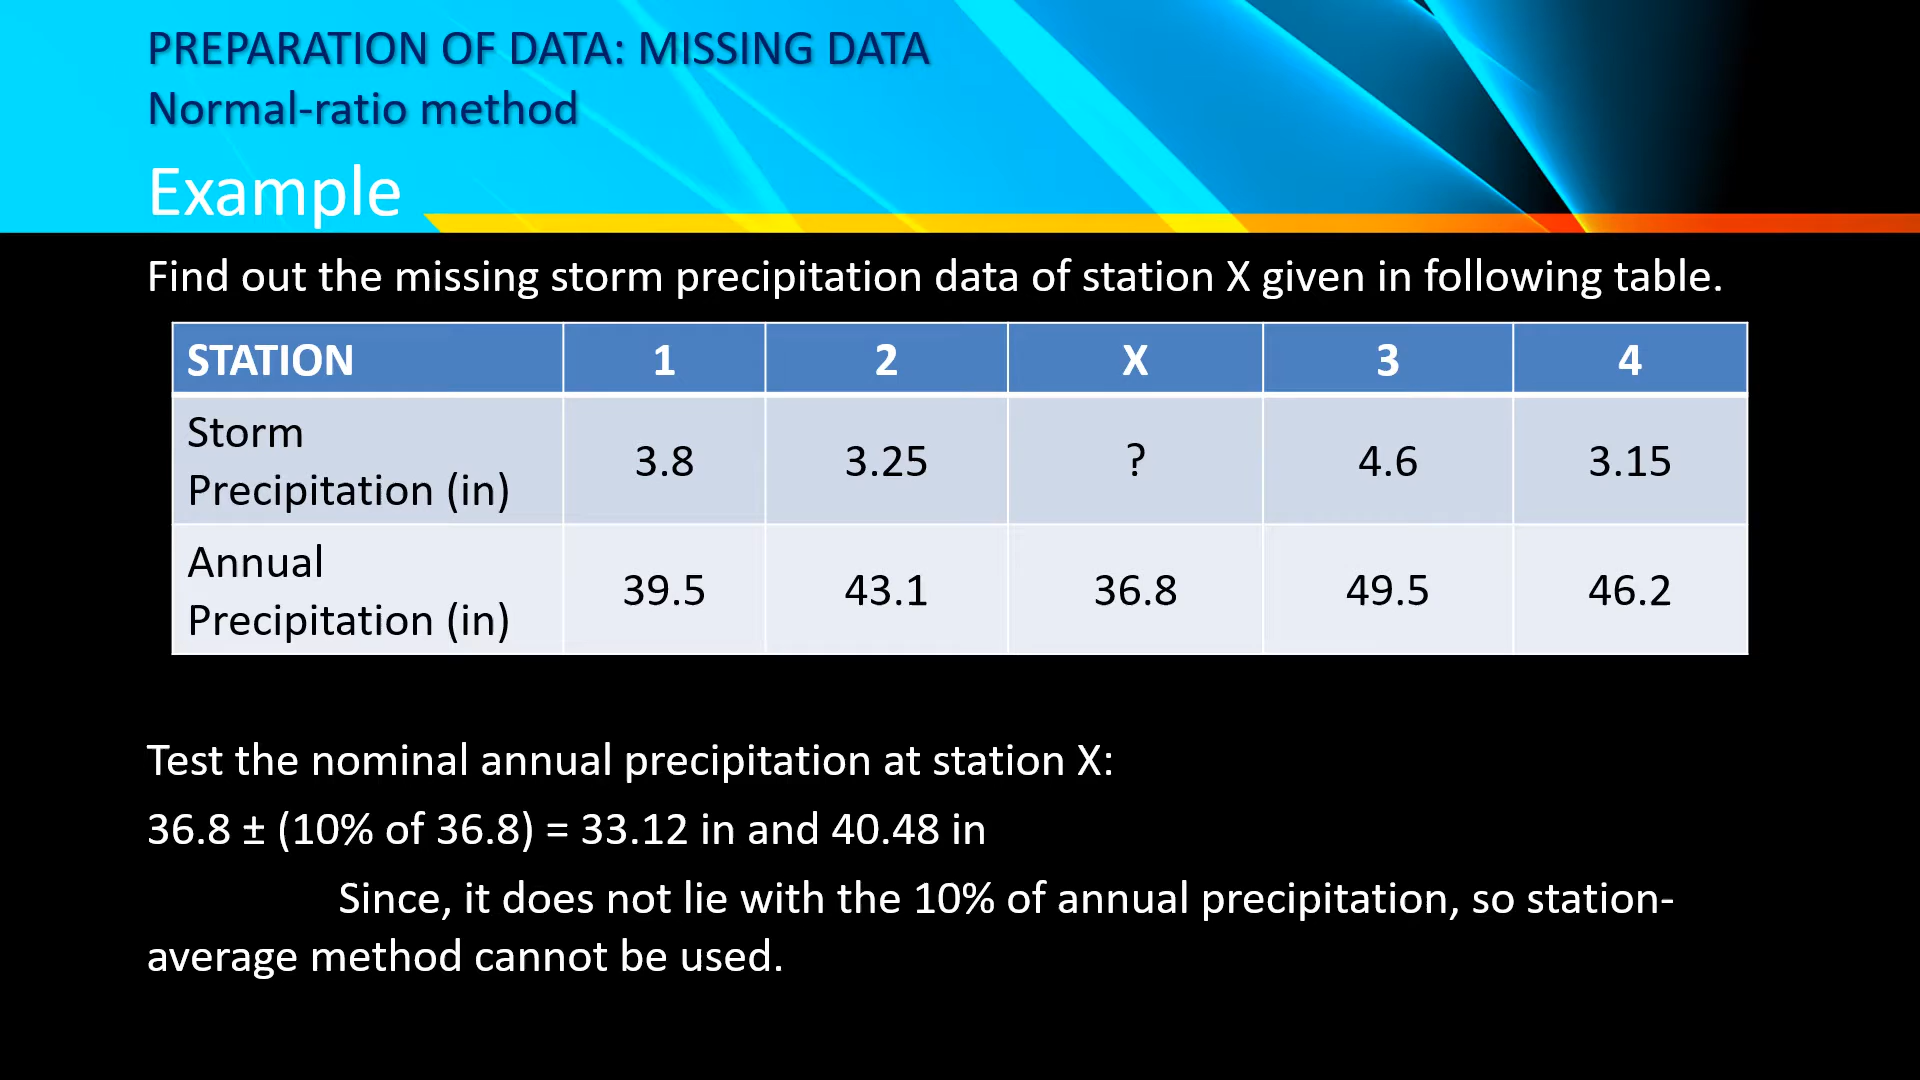 PREPARATION OF DATA: MISSING DATA
Normal-ratio method
Example
Find out the missing storm precipitation data of station X given in following table.
STATION 1 2 X 3 4
Storm Precipitation (in) 3.8 3.25 ? 4.6 3.15
Annual Precipitation (in) 39.5 43.1 36.8 49.5 46.2
Test the nominal annual precipitation at station X:
36.8 ± (10% of 36.8) = 33.12 in and 40.48 in
Since, it does not lie with the 10% of annual precipitation, so station-
average method cannot be used.